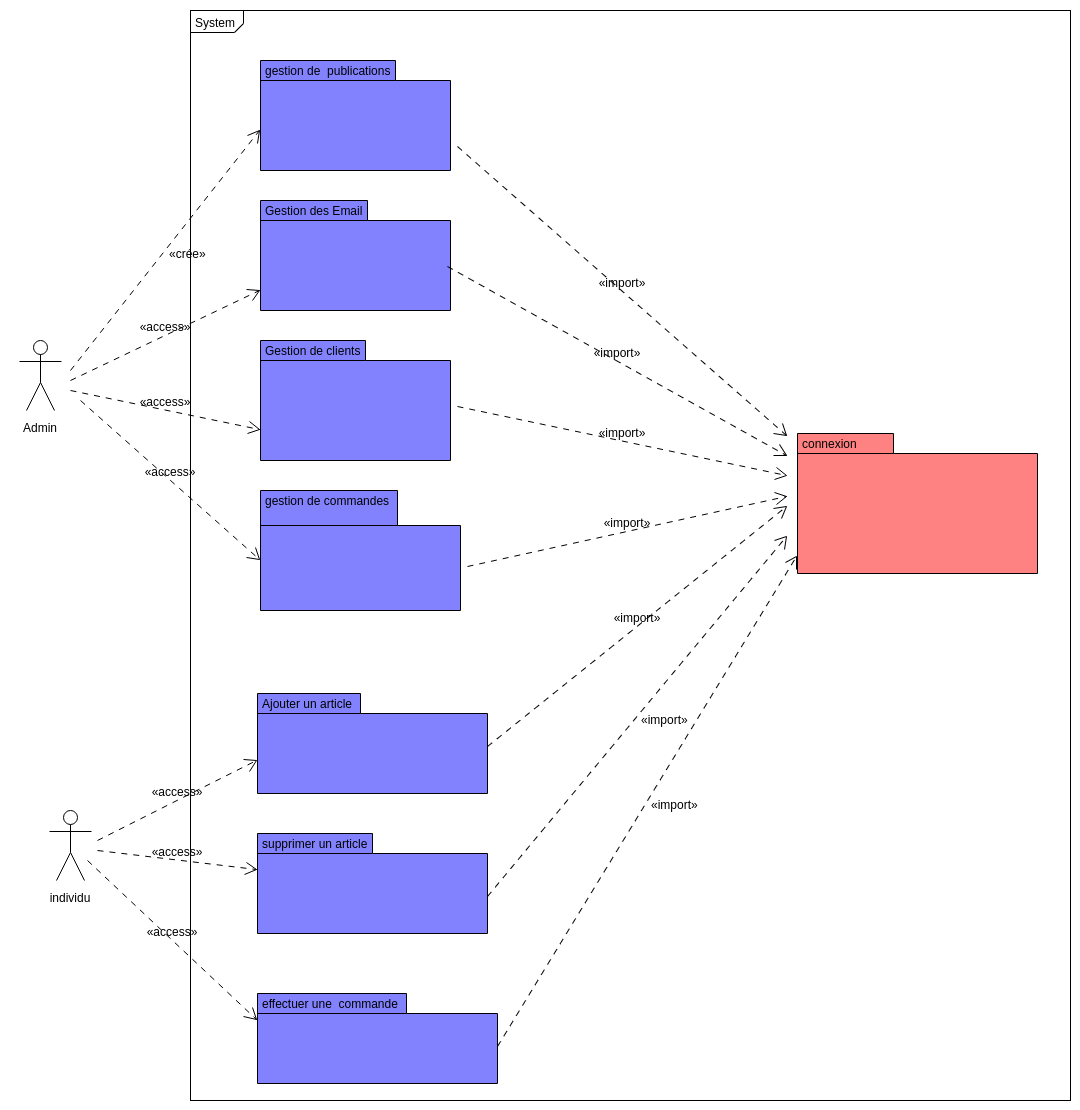 System
gestion de  publications
Gestion des Email
«crée»
«import»
«access»
«import»
Gestion de clients
«access»
«import»
Admin
connexion
«access»
gestion de commandes
«import»
«import»
Ajouter un article
«import»
«access»
«import»
supprimer un article
«access»
individu
«access»
effectuer une  commande